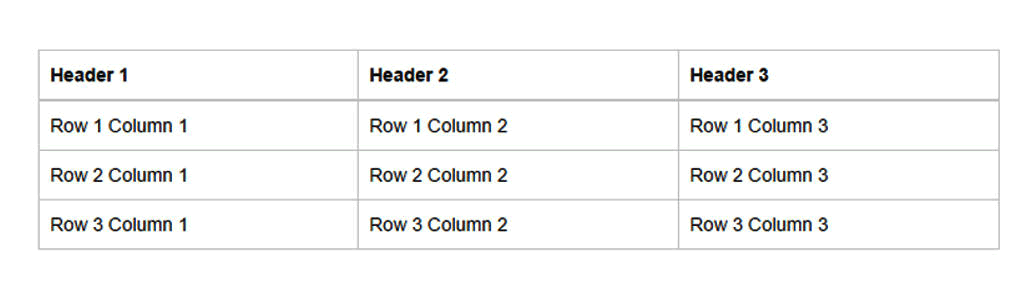 Header 1 Header 2 Header 3
Row 1 Column 1 Row 1 Column 2 Row 1 Column 3
Row 2 Column 1 Row 2 Column 2 Row 2 Column 3
Row 3 Column 1 Row 3 Column 2 Row 3 Column 3